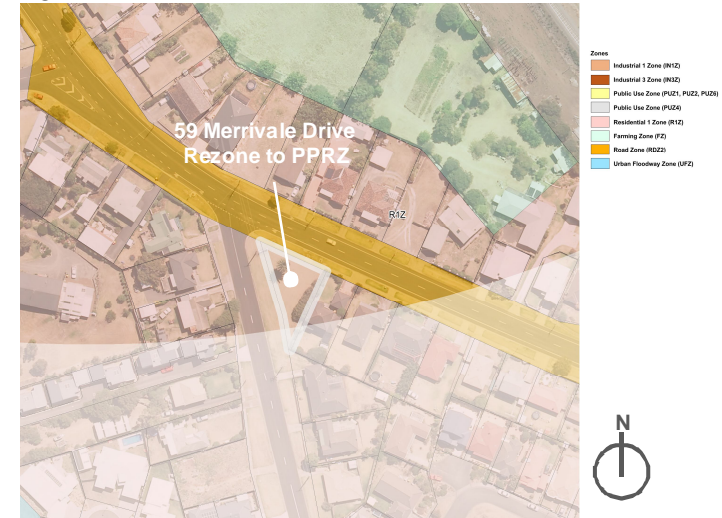 59 Merrivale Drive
Rezone to PPRZ
R1Z
Zones
Industrial 1 Zone (IN1Z)
Industrial 3 Zone (IN3Z)
Public Use Zone (PUZ1, PUZ2, PUZ6)
Public Use Zone (PUZ4)
Residential 1 Zone (R1Z)
Farming Zone (FZ)
Road Zone (RDZ2)
Urban Floodway Zone (UFZ)
N